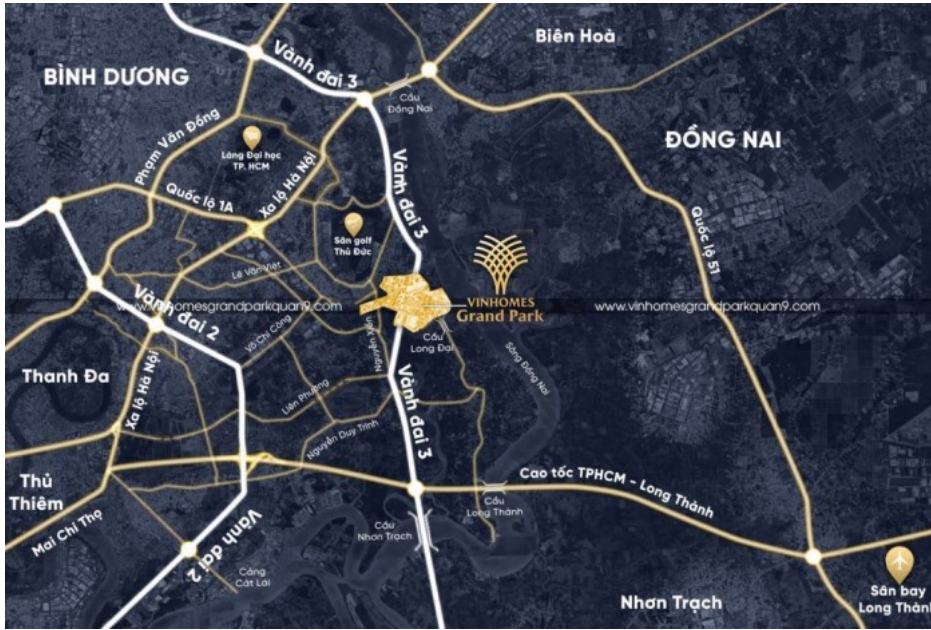 Biên Hoà
BÌNH DƯƠNG
Vành đai 3
Cầu
Đồng Nai
Phạm Văn Đồng
Làng Đại học
TP. HCM
ĐỒNG NAI
Xa lộ Hà Nội
Quốc lộ 1A
Vành đai 3
Sân golf
Thủ Đức
Quốc lộ 51
Lê Văn Việt
VINHOMES
Grand Park
www.vinhomesgrandparkquan9.com
www.vinhomesgrandparkquan9.com
Vành đai 2
Võ Chí Công
Nguyễn Xiển
Cầu
Long Đại
Sông Đồng Nai
Thanh Đa
Xa lộ Hà Nội
Liên Phường
Vành đai 3
Nguyễn Duy Trinh
Thủ
Thiêm
Cao tốc TPHCM - Long Thành
Cầu
Long Thành
Mai Chí Thọ
Vành đai 2
Cầu
Nhơn Trạch
Cảng
Cát Lái
Nhơn Trạch
Sân bay
Long Thành